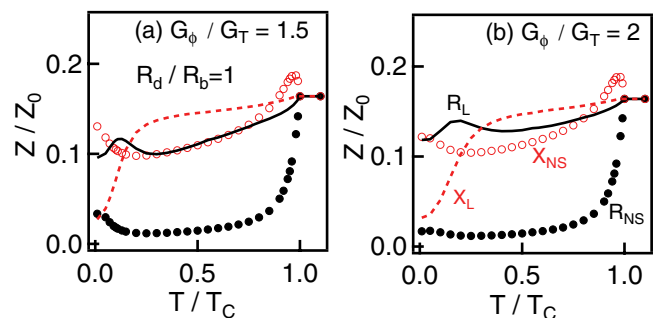 (a) G_ϕ / G_T = 1.5
R_d / R_b=1
Z / Z_0
0.2
0.1
0.0
0.0
0.5
1.0
T / T_C
(b) G_ϕ / G_T = 2
R_L
X_NS
X_L
R_NS
Z / Z_0
0.2
0.1
0.0
0.0
0.5
1.0
T / T_C